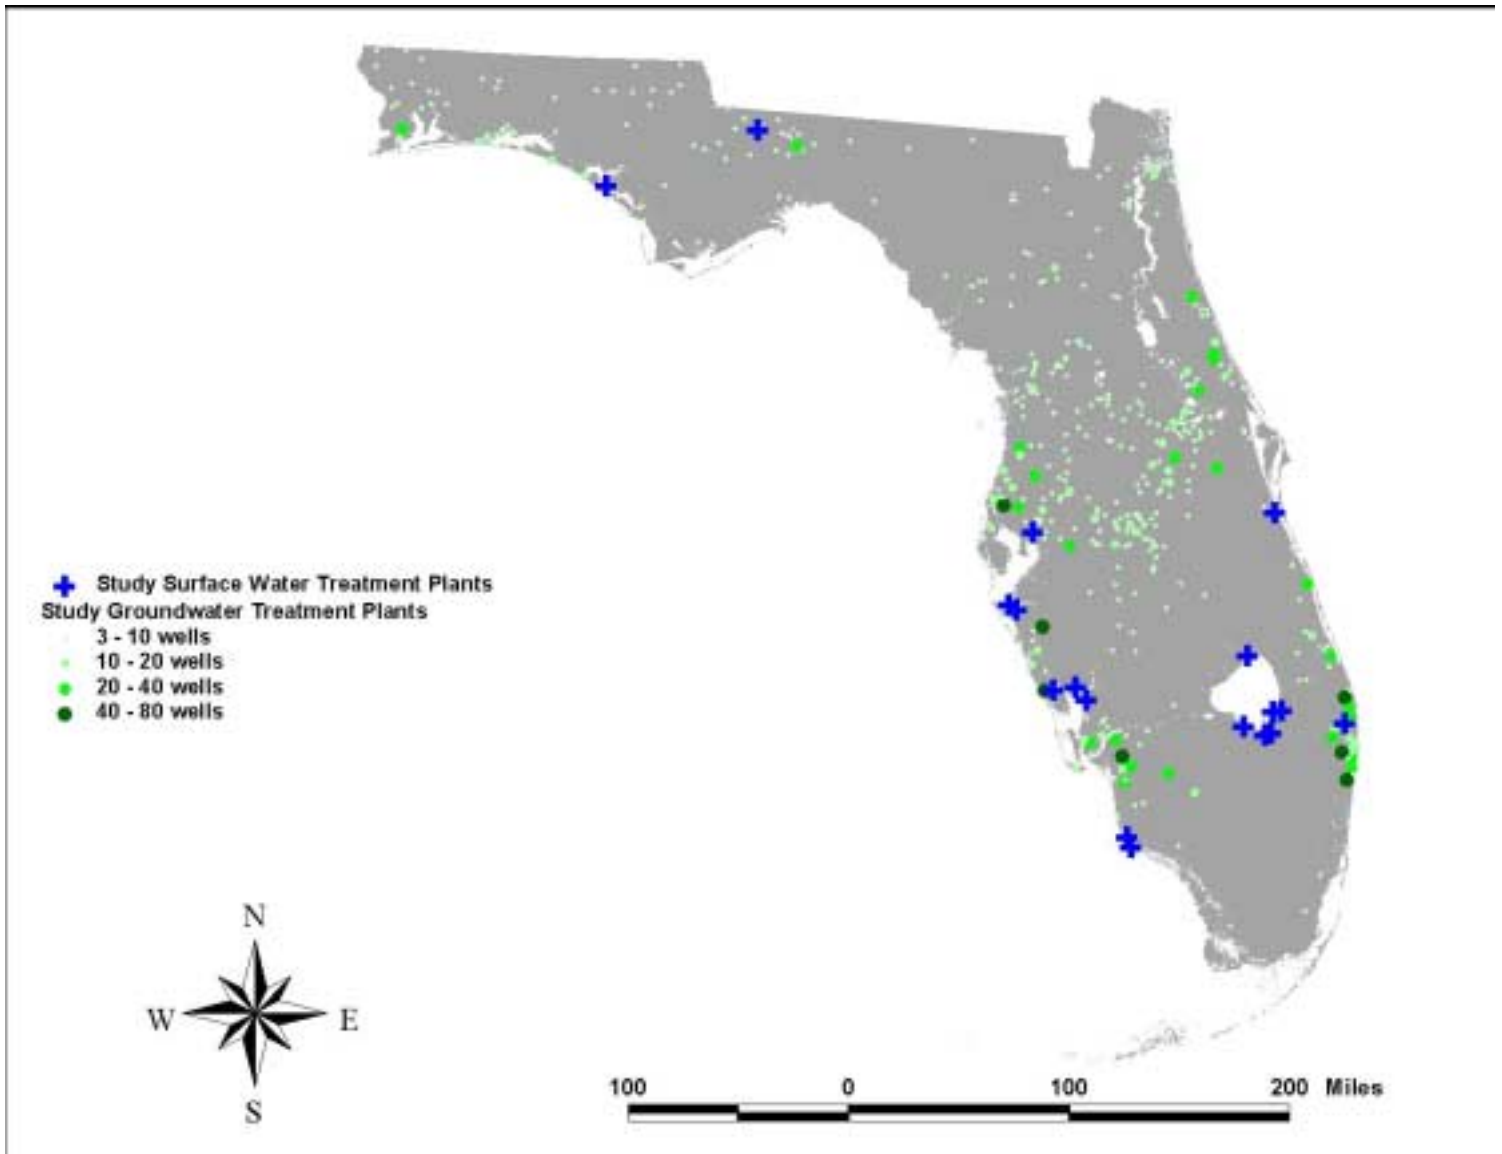 Study Surface Water Treatment Plants
Study Groundwater Treatment Plants
3 - 10 wells
10 - 20 wells
20 - 40 wells
40 - 80 wells
N
W E
S
100 0 100 200 Miles